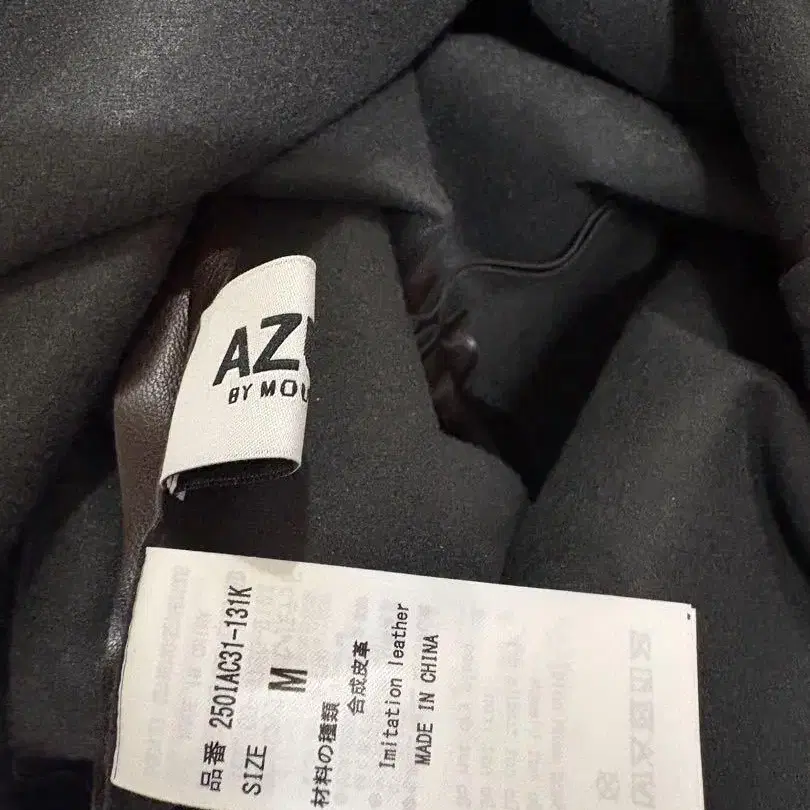 AZ
BY MOU
品番 250IAC31-131K
SIZE
M
材料の種類
合成皮革
Imitation leather
MADE IN CHINA